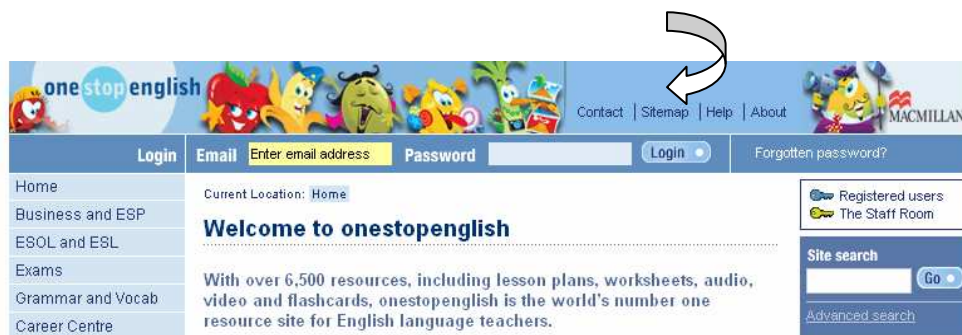 onestopenglish
Contact | Sitemap | Help | About
MACMILLAN
Login Email Enter email address Password Login Forgotten password?
Home
Business and ESP
ESOL and ESL
Exams
Grammar and Vocab
Career Centre
Current Location: Home
Welcome to onestopenglish
With over 6,500 resources, including lesson plans, worksheets, audio,
video and flashcards, onestopenglish is the world's number one
resource site for English language teachers.
Registered users
The Staff Room
Site search
Go
Advanced search